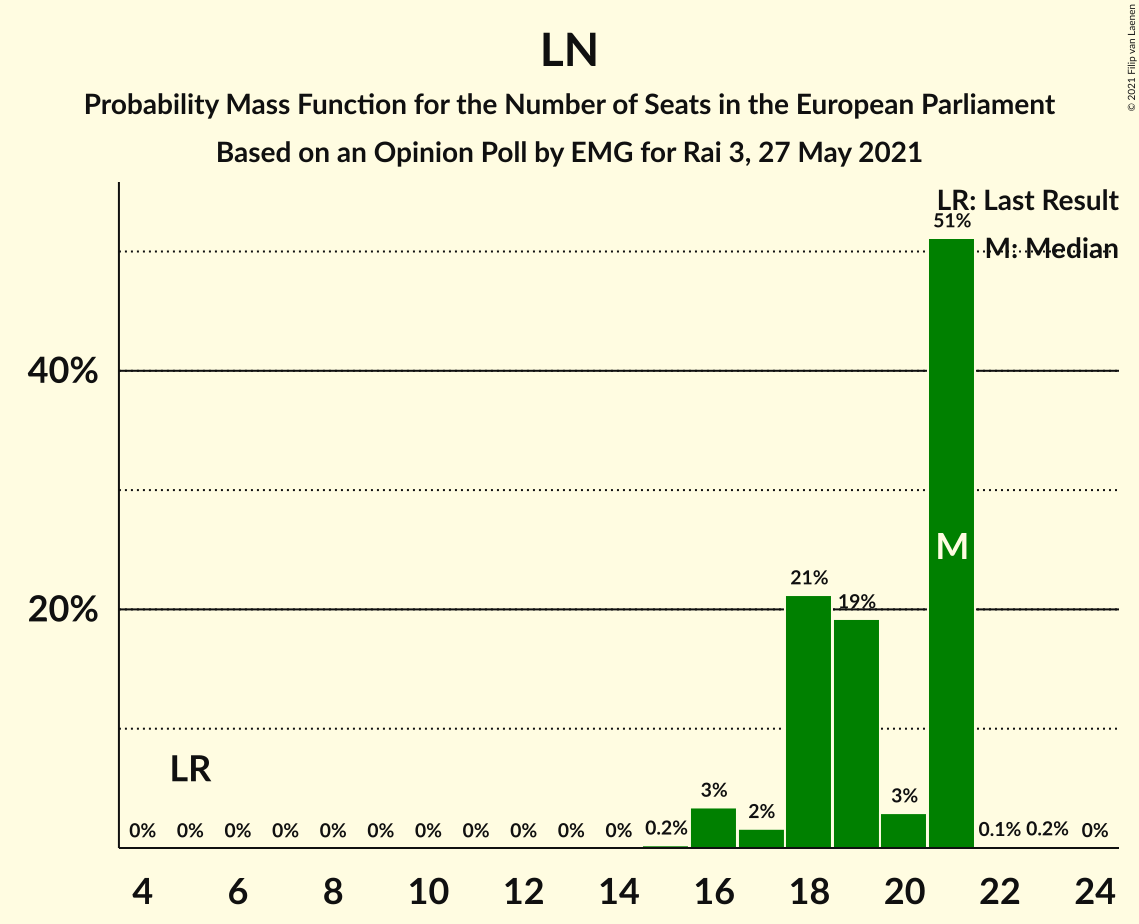 LN
Probability Mass Function for the Number of Seats in the European Parliament
Based on an Opinion Poll by EMG for Rai 3, 27 May 2021
© 2021 Filip van Laenen
LR: Last Result
51%
M: Median
40%
M
21%
19%
20%
LR
3%
3%
2%
0% 0% 0% 0% 0% 0% 0% 0% 0% 0% 0% 0.2% 0.1% 0.2% 0%
4 6 8 10 12 14 16 18 20 22 24